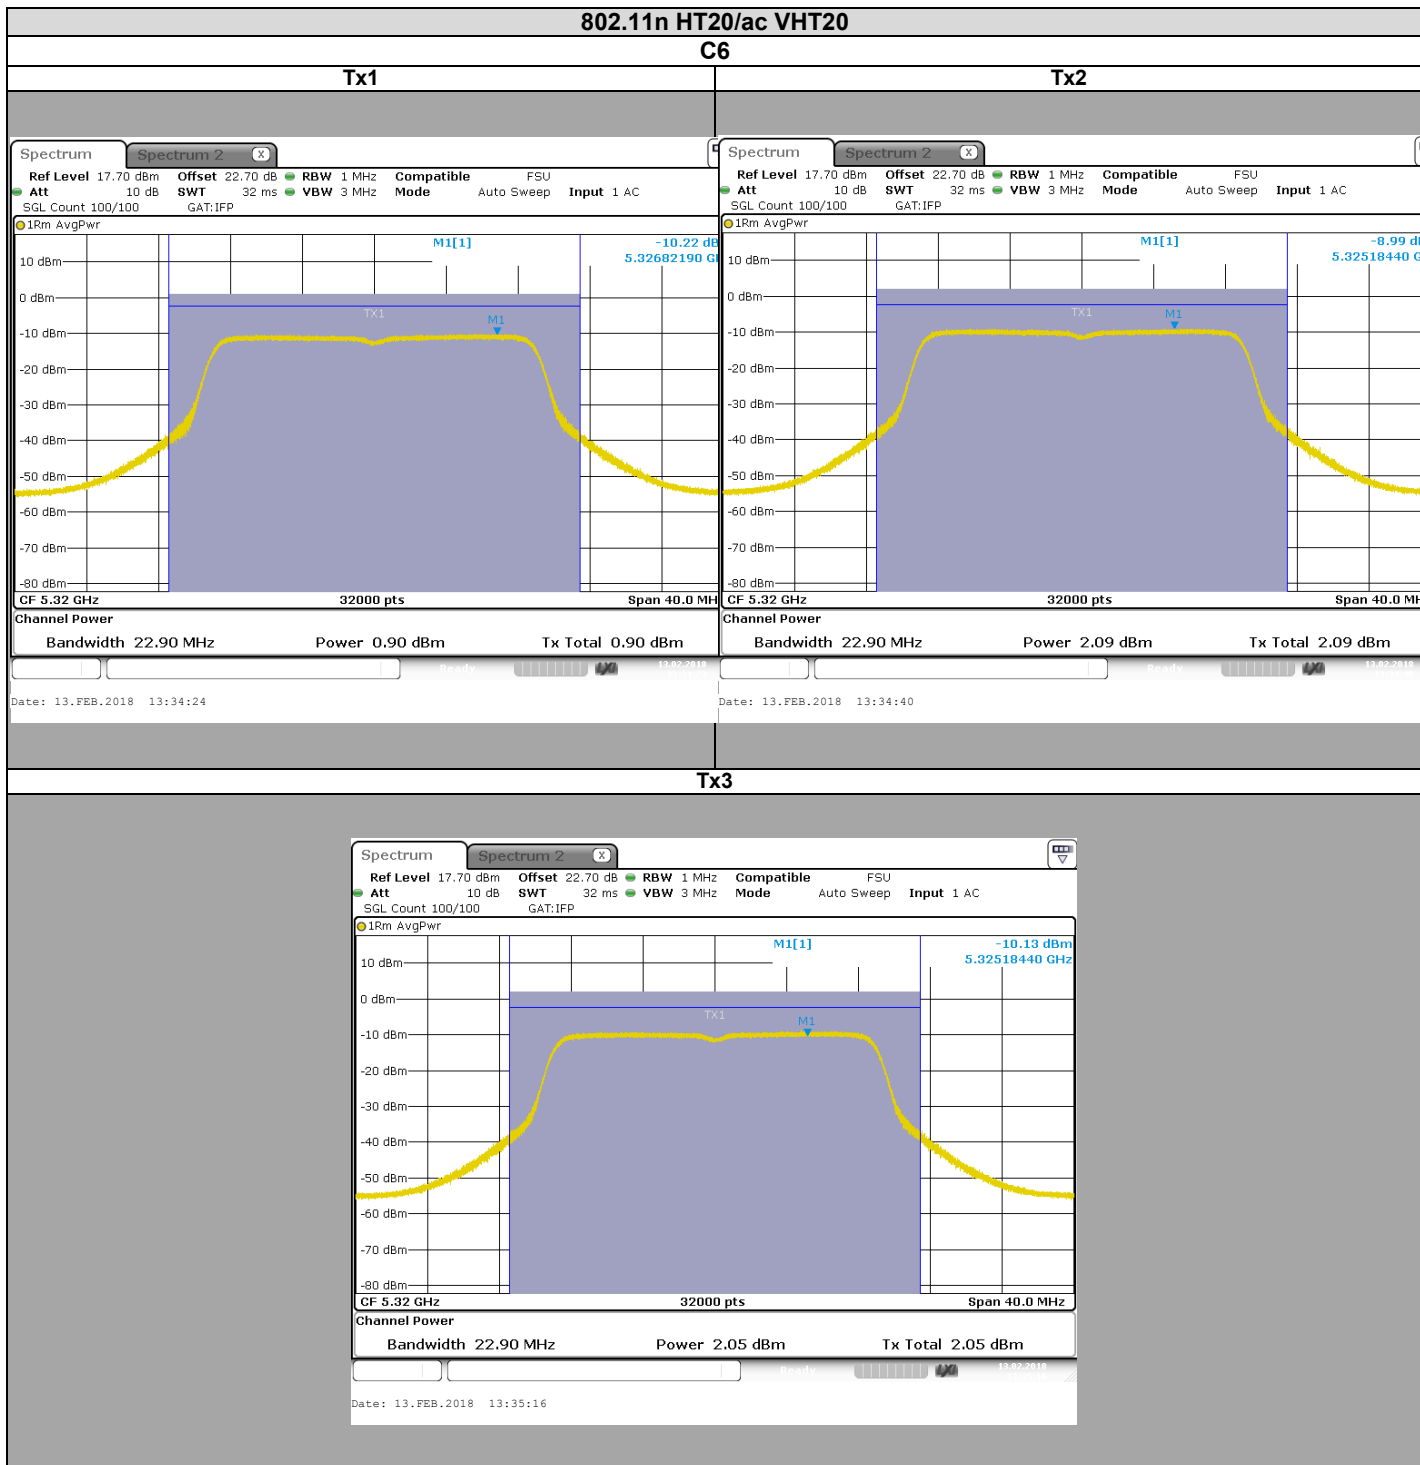 802.11n HT20/ac VHT20
C6
Tx1
Tx2
Spectrum Spectrum 2 X
Ref Level 17.70 dBm Offset 22.70 dB RBW 1 MHz Compatible FSU
Att 10 dB SWT 32 ms VBW 3 MHz Mode Auto Sweep Input 1 AC
SGL Count 100/100 GAT:IFP
1Rm AvgPwr
M1[1] -10.22 dB
5.32682190 G
10 dBm
0 dBm
TX1
M1
-10 dBm
-20 dBm
-30 dBm
-40 dBm
-50 dBm
-60 dBm
-70 dBm
-80 dBm
CF 5.32 GHz 32000 pts Span 40.0 MH
Channel Power
Bandwidth 22.90 MHz Power 0.90 dBm Tx Total 0.90 dBm
Ready 13.02.2018
Date: 13.FEB.2018 13:34:24
Spectrum Spectrum 2 X
Ref Level 17.70 dBm Offset 22.70 dB RBW 1 MHz Compatible FSU
Att 10 dB SWT 32 ms VBW 3 MHz Mode Auto Sweep Input 1 AC
SGL Count 100/100 GAT:IFP
1Rm AvgPwr
M1[1] -8.99 d
5.32518440 G
10 dBm
0 dBm
TX1
M1
-10 dBm
-20 dBm
-30 dBm
-40 dBm
-50 dBm
-60 dBm
-70 dBm
-80 dBm
CF 5.32 GHz 32000 pts Span 40.0 MH
Channel Power
Bandwidth 22.90 MHz Power 2.09 dBm Tx Total 2.09 dBm
Ready 13.02.2018
Date: 13.FEB.2018 13:34:40
Tx3
Spectrum Spectrum 2 X
Ref Level 17.70 dBm Offset 22.70 dB RBW 1 MHz Compatible FSU
Att 10 dB SWT 32 ms VBW 3 MHz Mode Auto Sweep Input 1 AC
SGL Count 100/100 GAT:IFP
1Rm AvgPwr
M1[1] -10.13 dBm
5.32518440 GHz
10 dBm
0 dBm
TX1
M1
-10 dBm
-20 dBm
-30 dBm
-40 dBm
-50 dBm
-60 dBm
-70 dBm
-80 dBm
CF 5.32 GHz 32000 pts Span 40.0 MHz
Channel Power
Bandwidth 22.90 MHz Power 2.05 dBm Tx Total 2.05 dBm
Ready 13.02.2018
Date: 13.FEB.2018 13:35:16